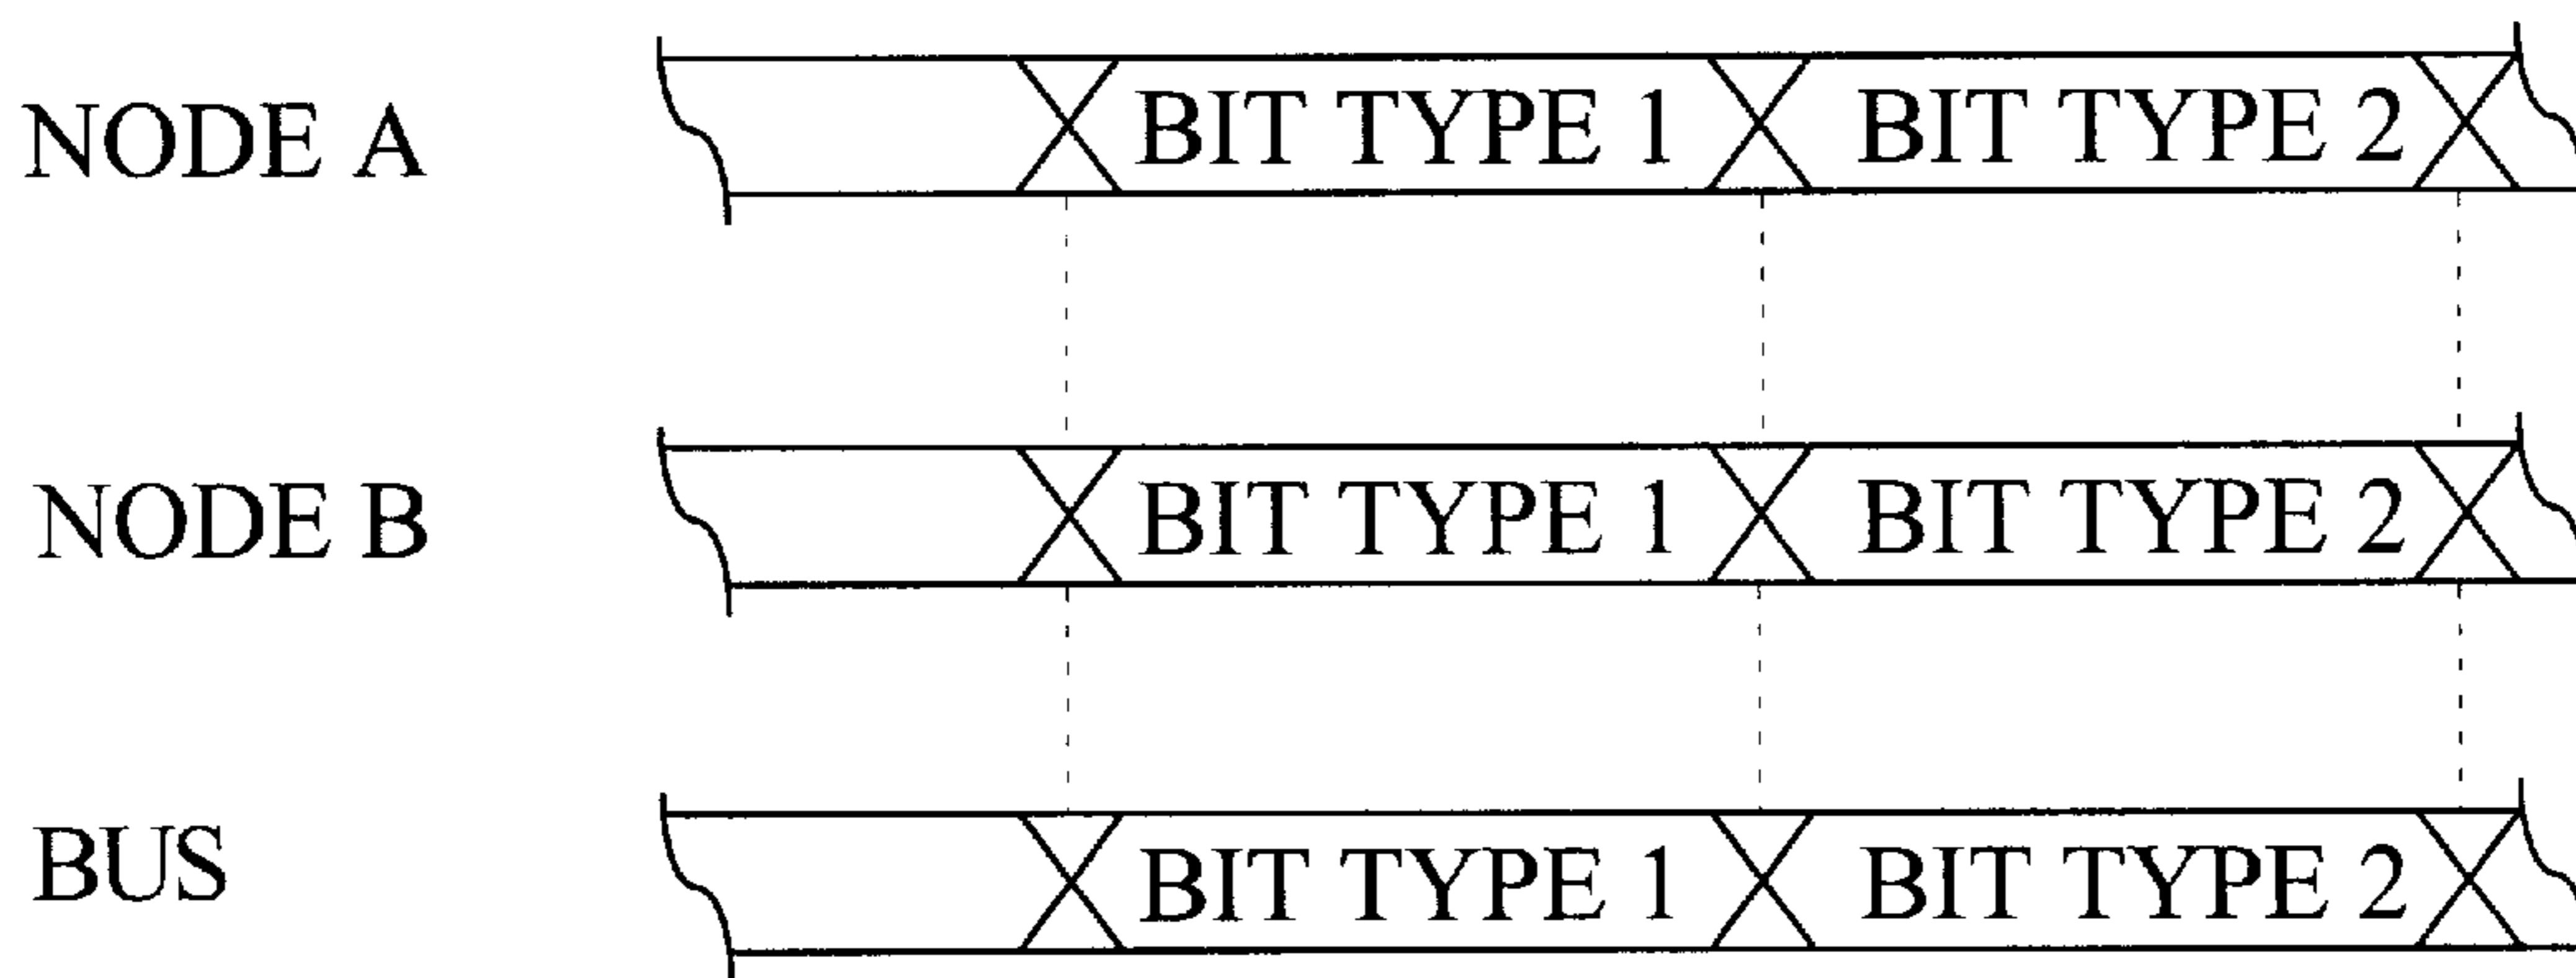 NODE A BIT TYPE 1 BIT TYPE 2
NODE B BIT TYPE 1 BIT TYPE 2
BUS BIT TYPE 1 BIT TYPE 2